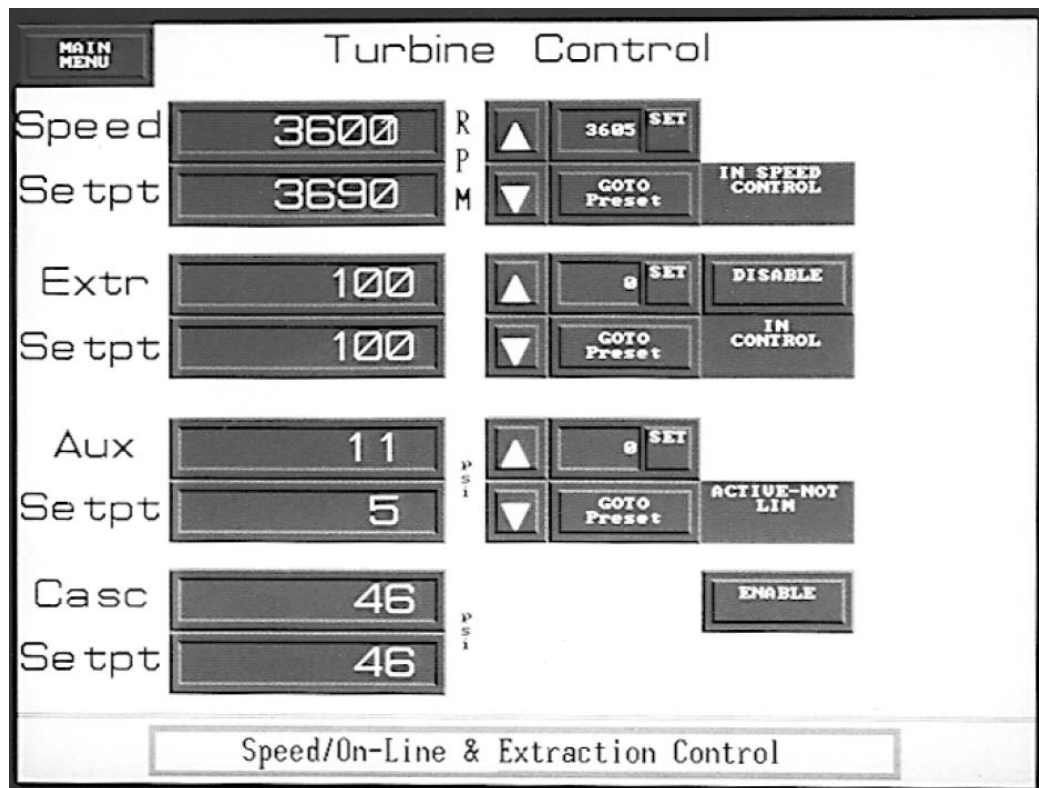 MAIN MENU
Turbine Control
Speed 3600 RPM 3605 SET
Setpt 3690 GOTO Preset IN SPEED CONTROL
Extr 100 0 SET DISABLE
Setpt 100 GOTO Preset IN CONTROL
Aux 11 psi 0 SET
Setpt 5 GOTO Preset ACTIVE-NOT LIM
Casc 46 psi ENABLE
Setpt 46
Speed/On-Line & Extraction Control